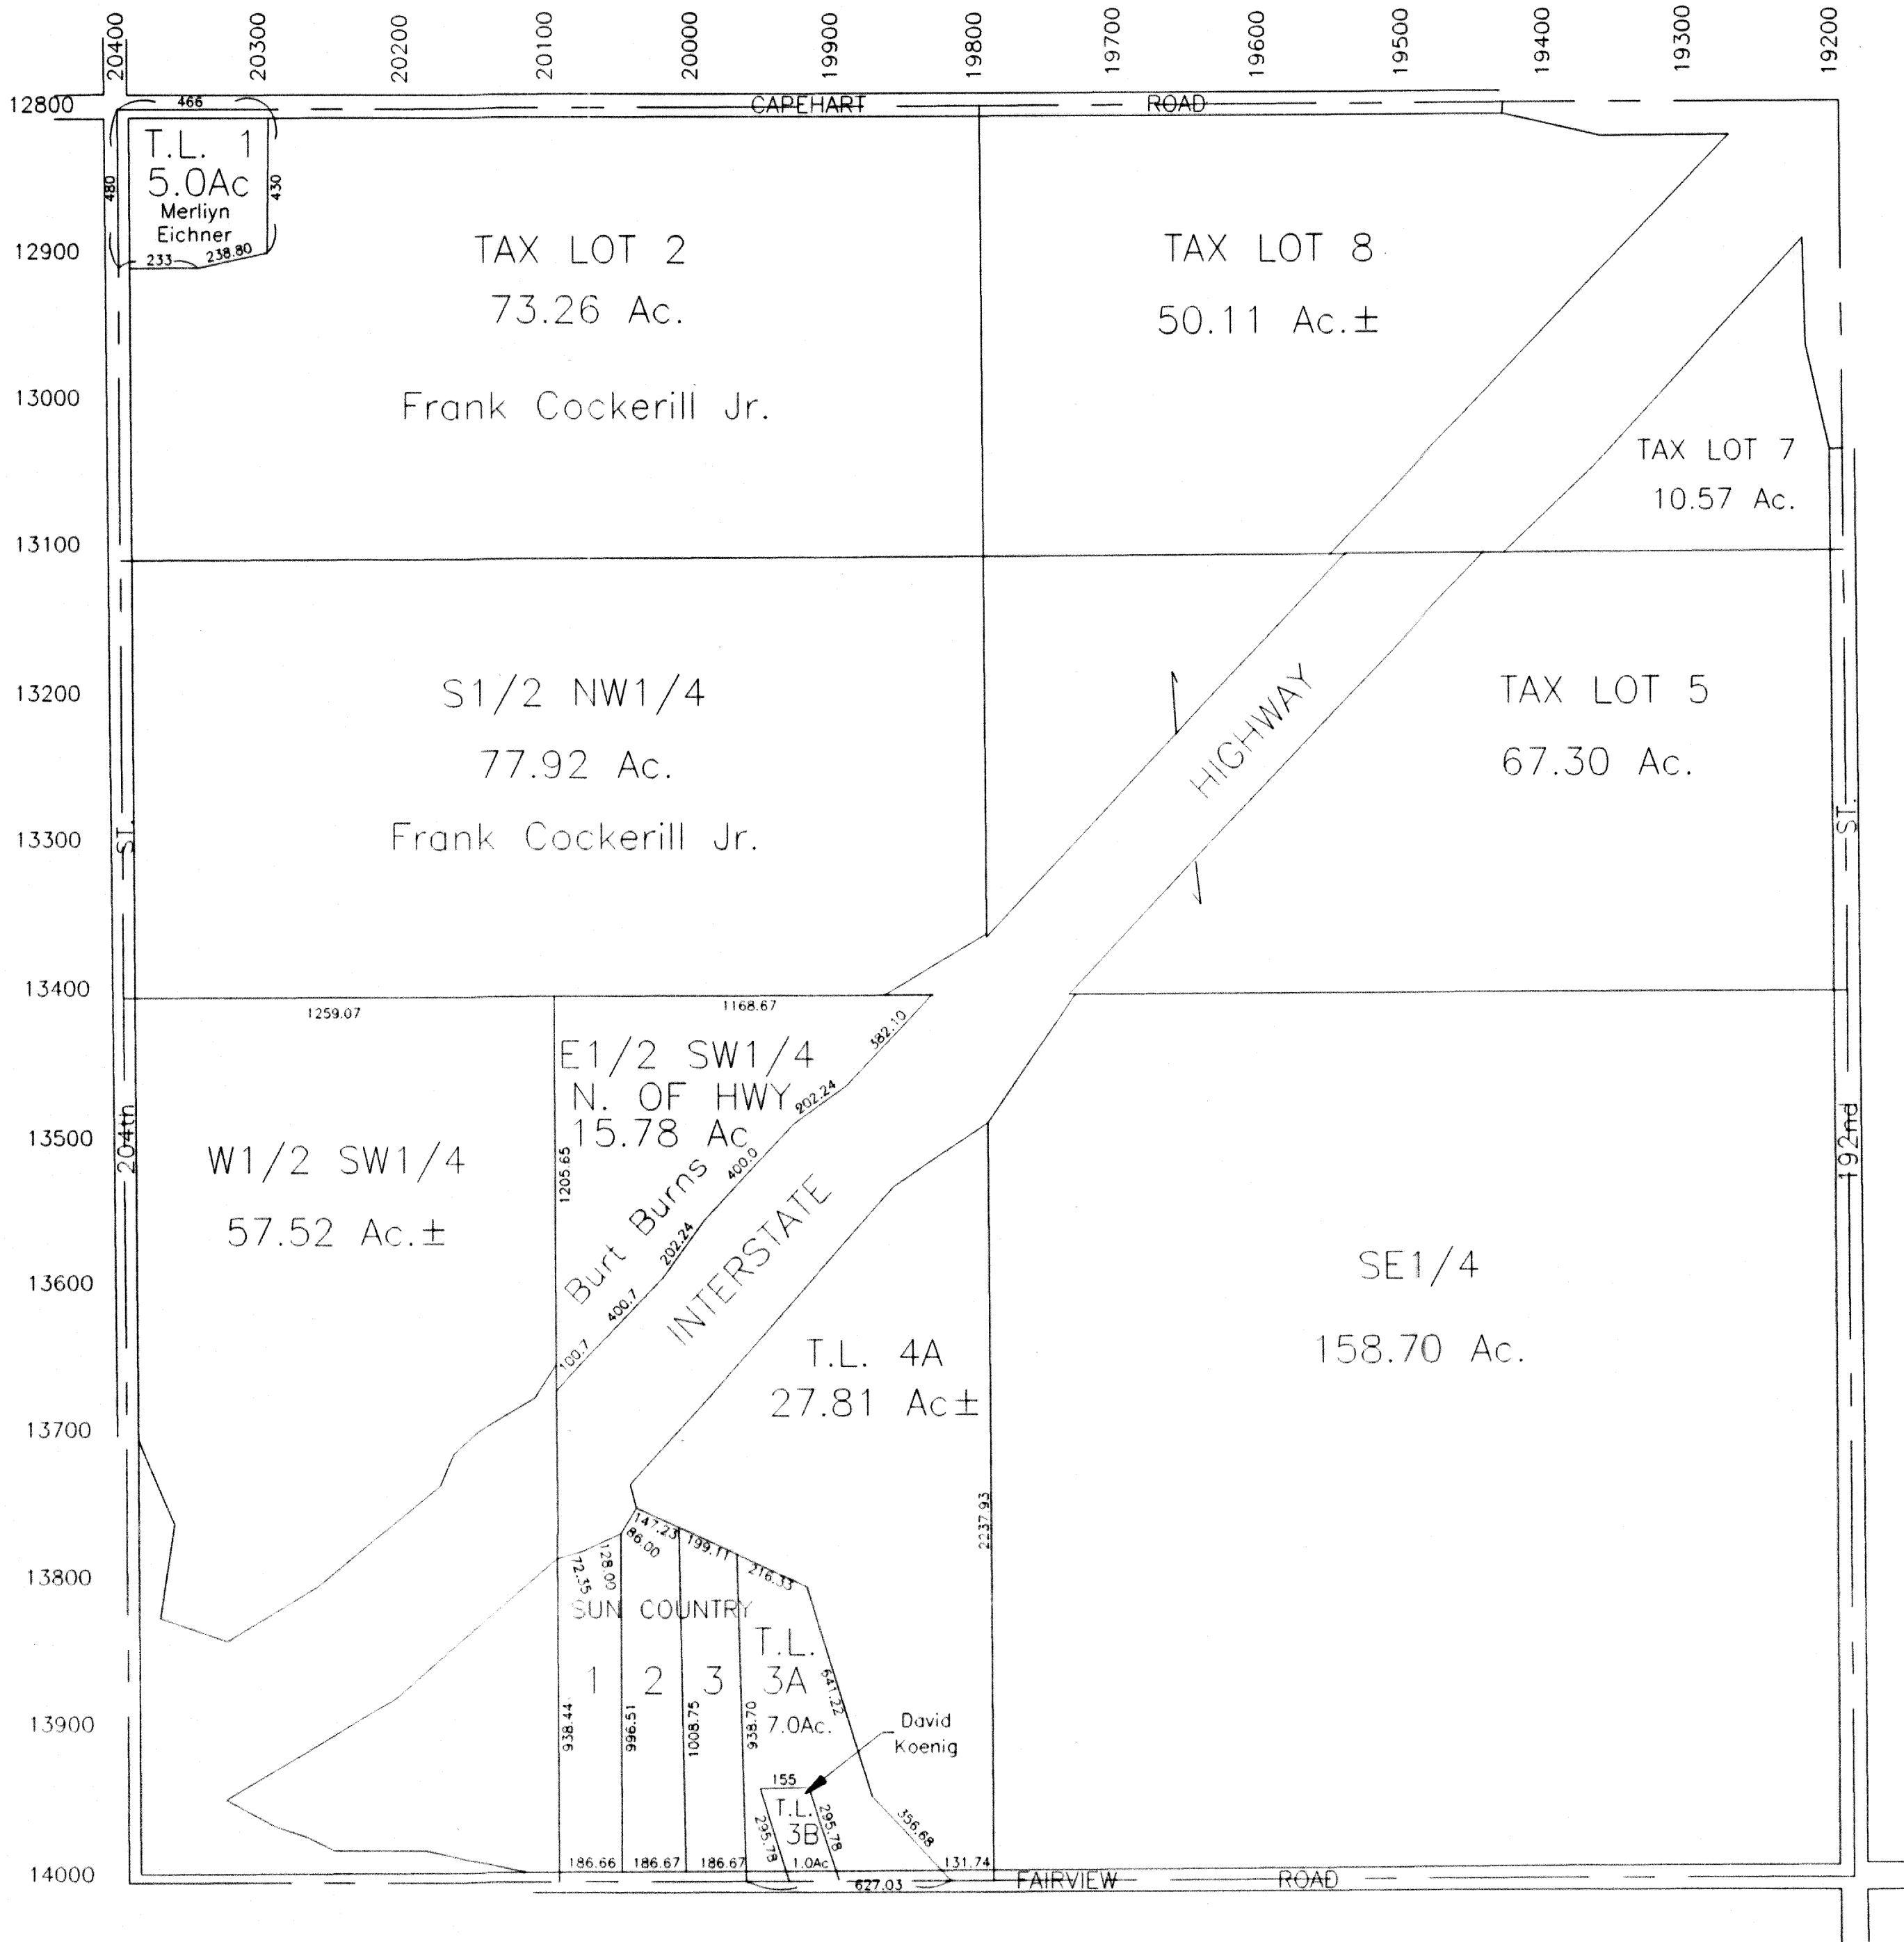 20400 20300 20200 20100 20000 19900 19800 19700 19600 19500 19400 19300 19200
12800
CAPEHART ROAD
466
T.L. 1
5.0Ac
Merliyn
Eichner
480
430
233
238.80
12900
TAX LOT 2
73.26 Ac.
Frank Cockerill Jr.
TAX LOT 8
50.11 Ac.±
13000
TAX LOT 7
10.57 Ac.
13100
13200
S1/2 NW1/4
77.92 Ac.
Frank Cockerill Jr.
HIGHWAY
TAX LOT 5
67.30 Ac.
13300
ST.
ST.
13400
1259.07
1168.67
E1/2 SW1/4
N. OF HWY
15.78 Ac
Burt Burns
382.10
202.24
400.0
202.24
400.7
100.7
1205.65
13500
204th
192nd
W1/2 SW1/4
57.52 Ac.±
INTERSTATE
SE1/4
158.70 Ac.
13600
T.L. 4A
27.81 Ac±
13700
2237.93
147.23
86.00
199.11
216.33
128.00
72.35
13800
SUN COUNTRY
1
2
3
T.L.
3A
7.0Ac.
641.22
938.44
996.51
1008.75
938.70
13900
David
Koenig
155
T.L.
3B
1.0Ac
295.78
295.78
356.68
14000
186.66
186.67
186.67
131.74
627.03
FAIRVIEW ROAD